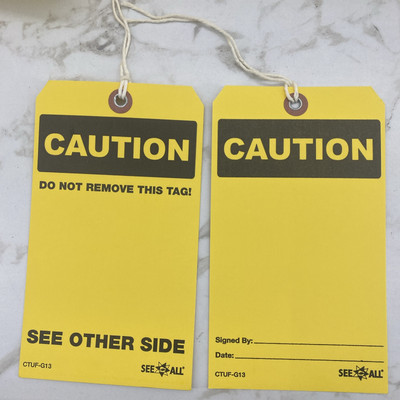 CAUTION
DO NOT REMOVE THIS TAG!
SEE OTHER SIDE
CTUF-G13
SEE ALL®
CAUTION
Signed By:
Date:
CTUF-G13
SEE ALL®